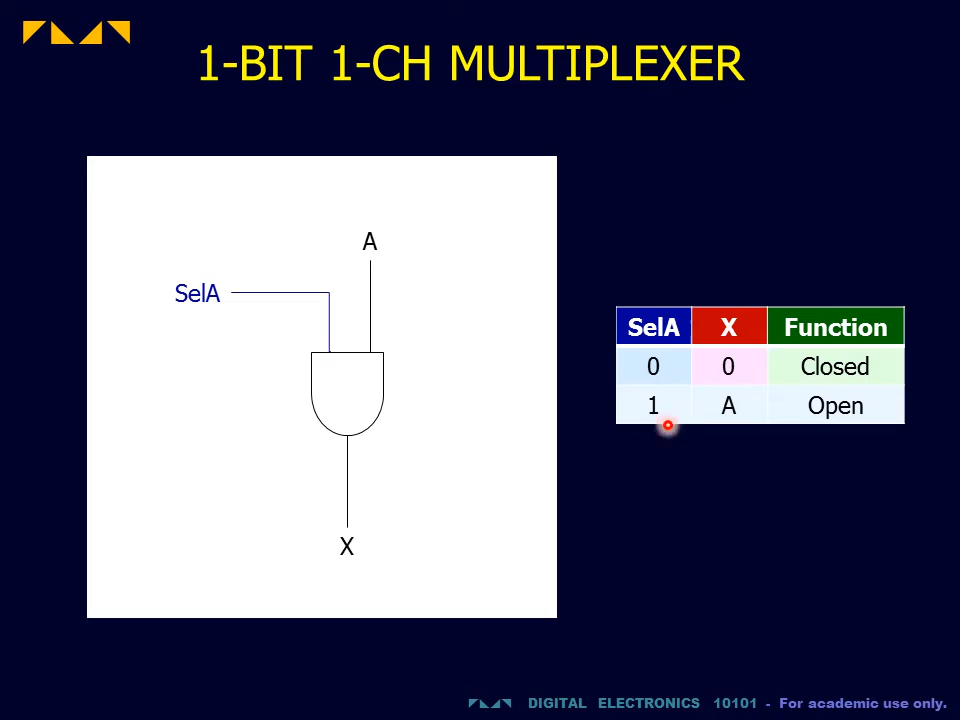 1-BIT 1-CH MULTIPLEXER
A
SelA
X
SelA X Function
0 0 Closed
1 A Open
DIGITAL ELECTRONICS 10101 - For academic use only.